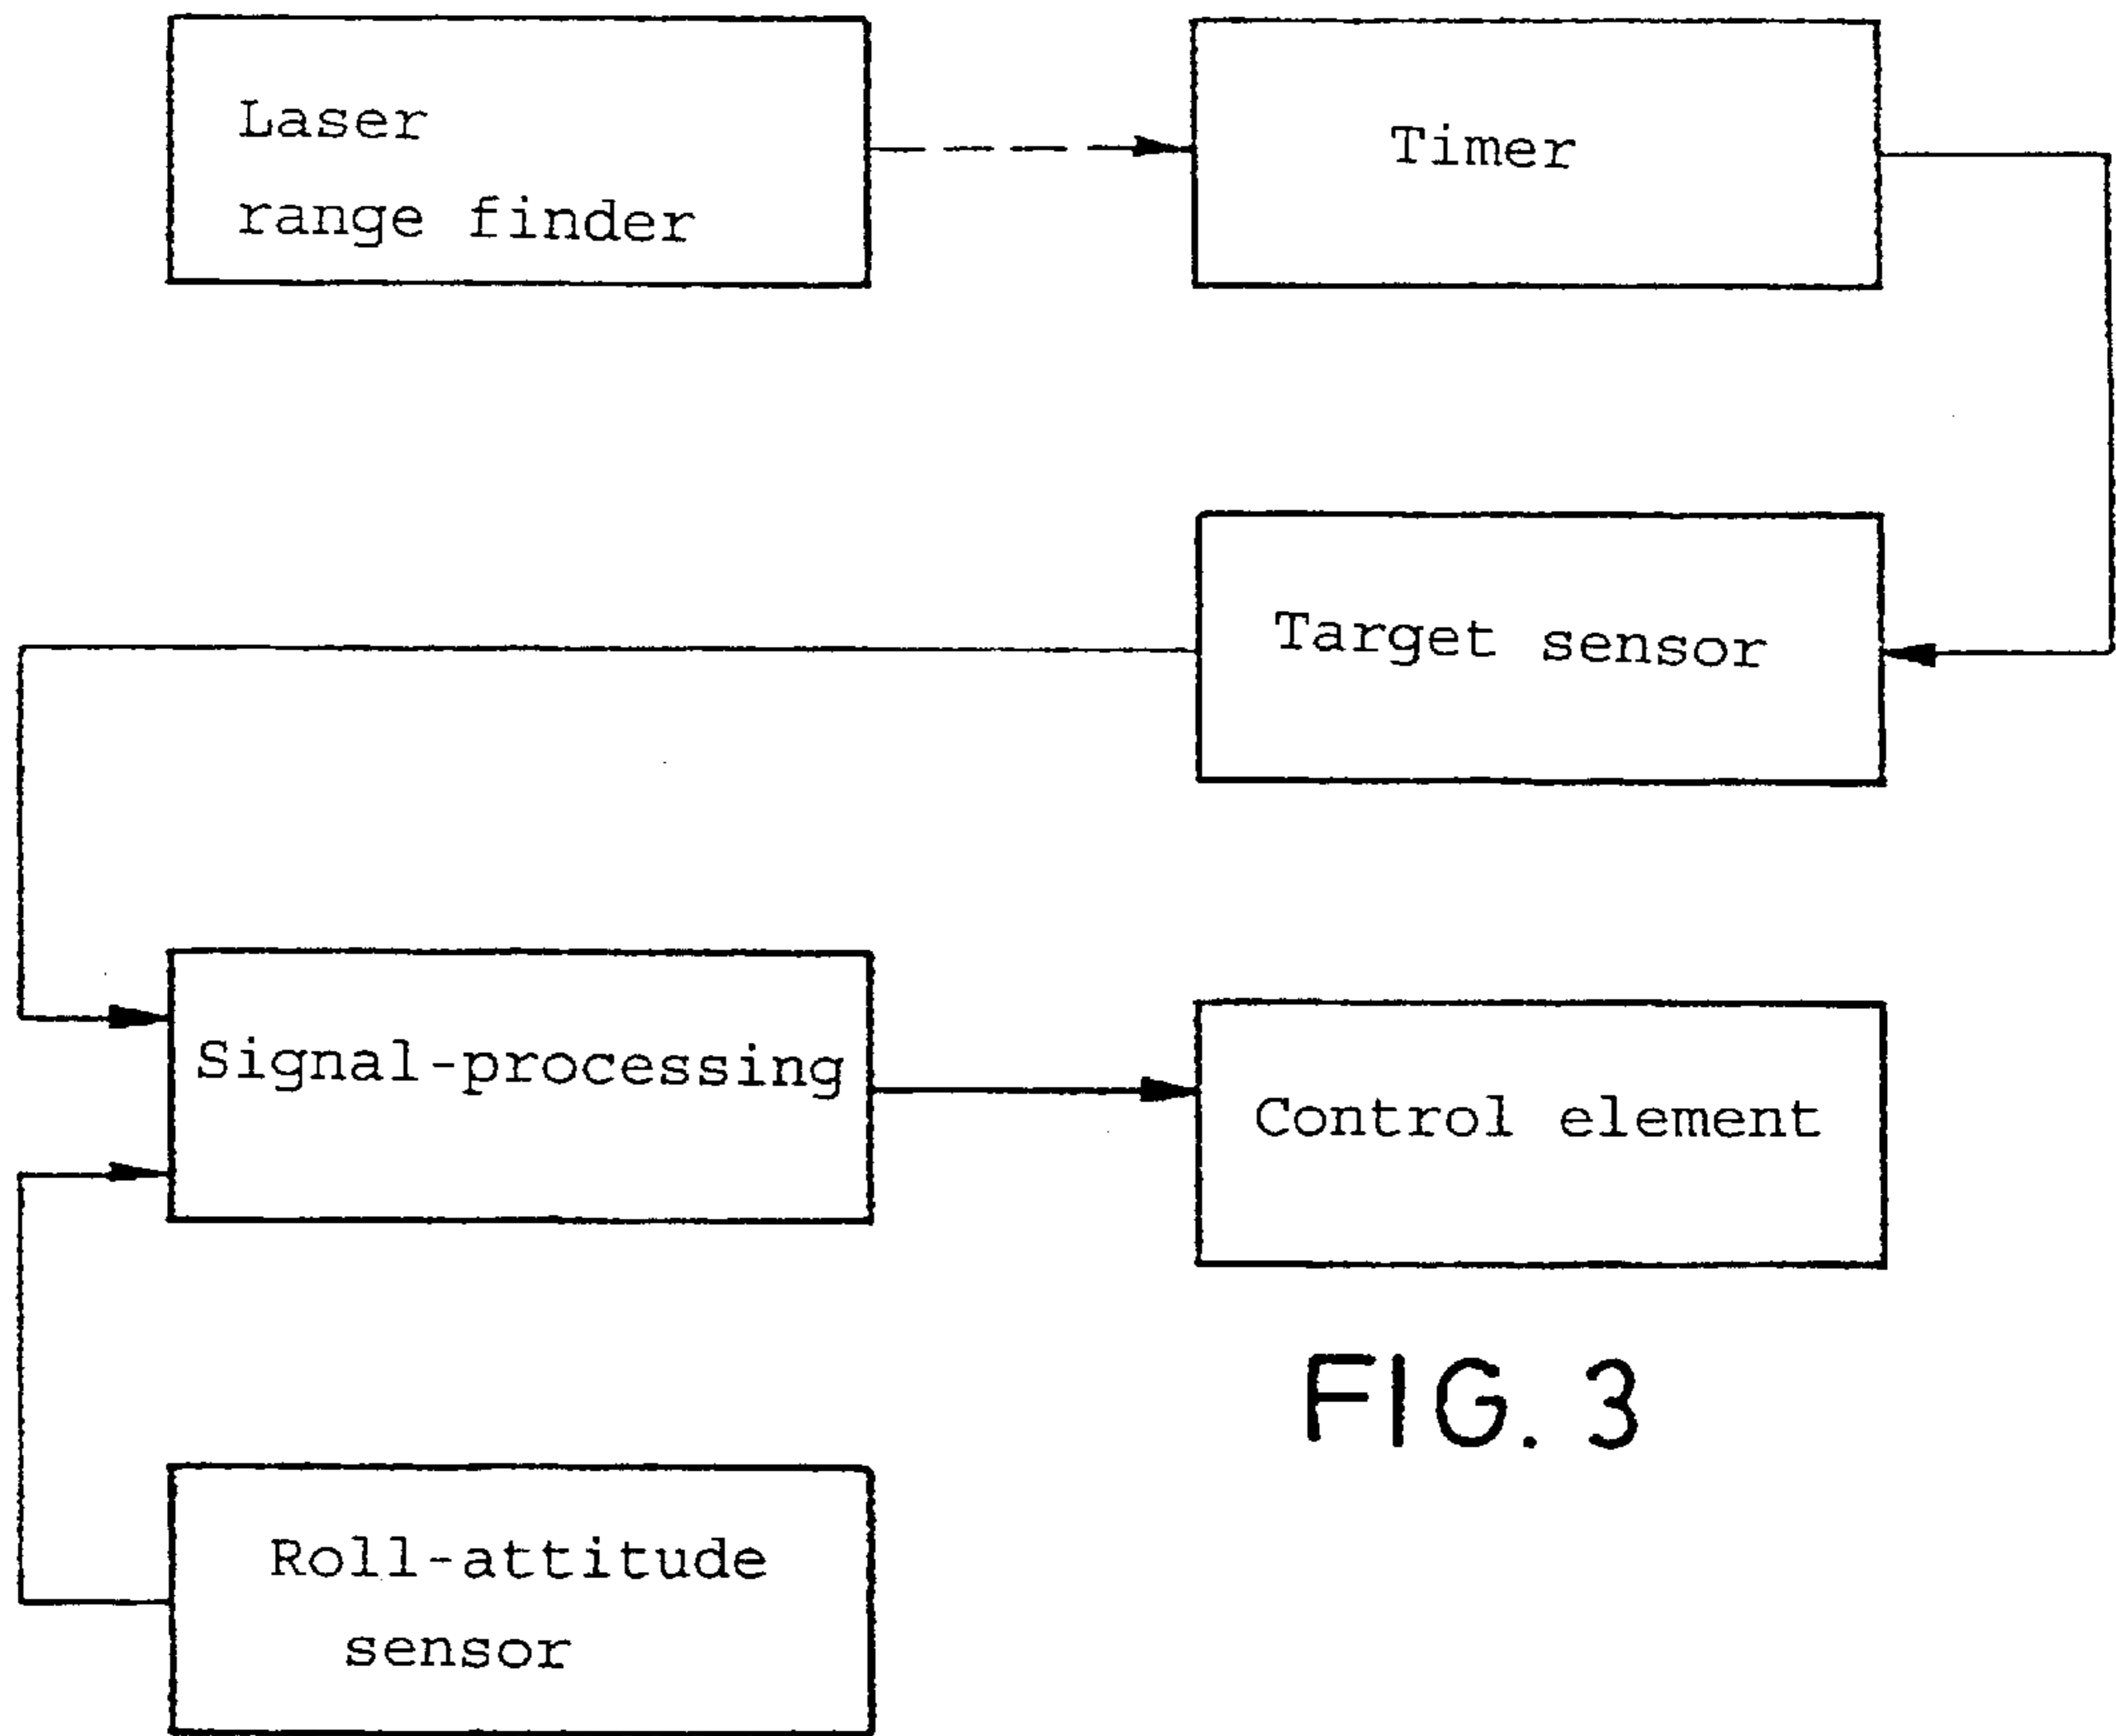 Laser
range finder
Timer
Target sensor
Signal-processing
Control element
FIG. 3
Roll-attitude
sensor